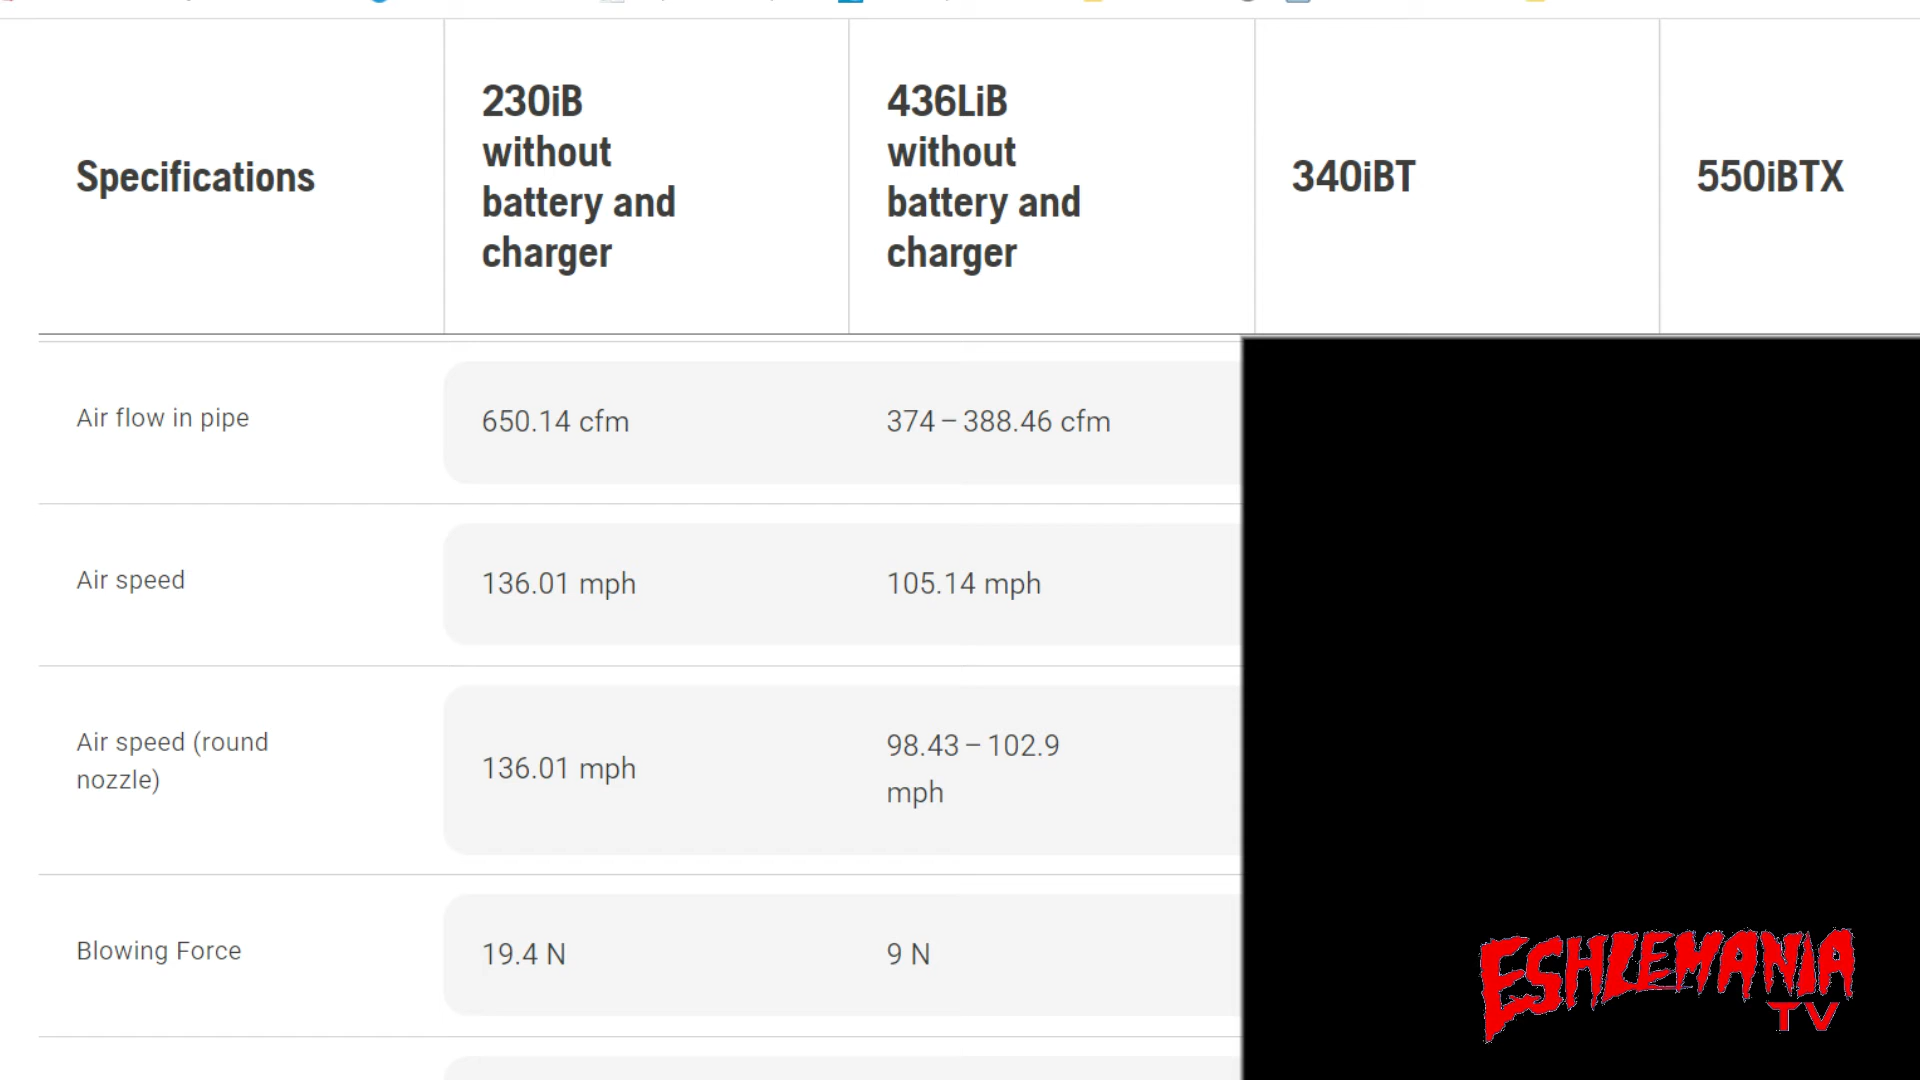 Specifications
230iB
without
battery and
charger
436LiB
without
battery and
charger
340iBT
550iBTX
Air flow in pipe
650.14 cfm
374 – 388.46 cfm
Air speed
136.01 mph
105.14 mph
Air speed (round
nozzle)
136.01 mph
98.43 – 102.9
mph
Blowing Force
19.4 N
9 N
ESHLEMANIA
TV